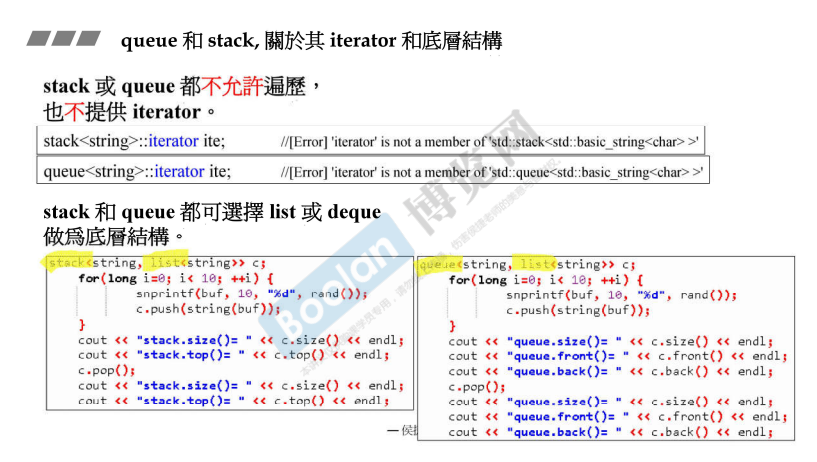 queue 和 stack, 關於其 iterator 和底層結構
stack 或 queue 都不允許遍歷，
也不提供 iterator。
stack<string>::iterator ite; //[Error] 'iterator' is not a member of 'std::stack<std::basic_string<char> >'
queue<string>::iterator ite; //[Error] 'iterator' is not a member of 'std::queue<std::basic_string<char> >'
stack 和 queue 都可選擇 list 或 deque
做爲底層結構。
stack<string, list<string>> c;
for(long i=0; i< 10; ++i) {
snprintf(buf, 10, "%d", rand());
c.push(string(buf));
}
cout << "stack.size()= " << c.size() << endl;
cout << "stack.top()= " << c.top() << endl;
c.pop();
cout << "stack.size()= " << c.size() << endl;
cout << "stack.top()= " << c.top() << endl;
queue<string, list<string>> c;
for(long i=0; i< 10; ++i) {
snprintf(buf, 10, "%d", rand());
c.push(string(buf));
}
cout << "queue.size()= " << c.size() << endl;
cout << "queue.front()= " << c.front() << endl;
cout << "queue.back()= " << c.back() << endl;
c.pop();
cout << "queue.size()= " << c.size() << endl;
cout << "queue.front()= " << c.front() << endl;
cout << "queue.back()= " << c.back() << endl;
— 侯
Boolan 博览网